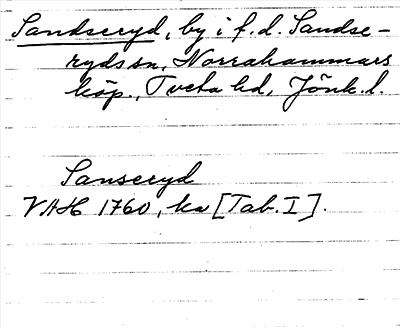 Sandseryd, by i f.d. Sandse-
ryds sn, Norrahammars
köp., Tveta hd, Jönk.l.
Sanseryd
VAH 1760, ka [Tab. I].